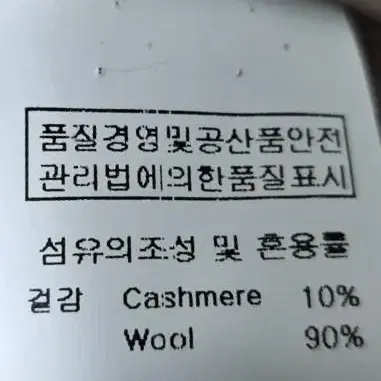 품질경영및공산품안전
관리법에의한품질표시
섬유의조성 및 혼용률
겉감 Cashmere 10%
Wool 90%